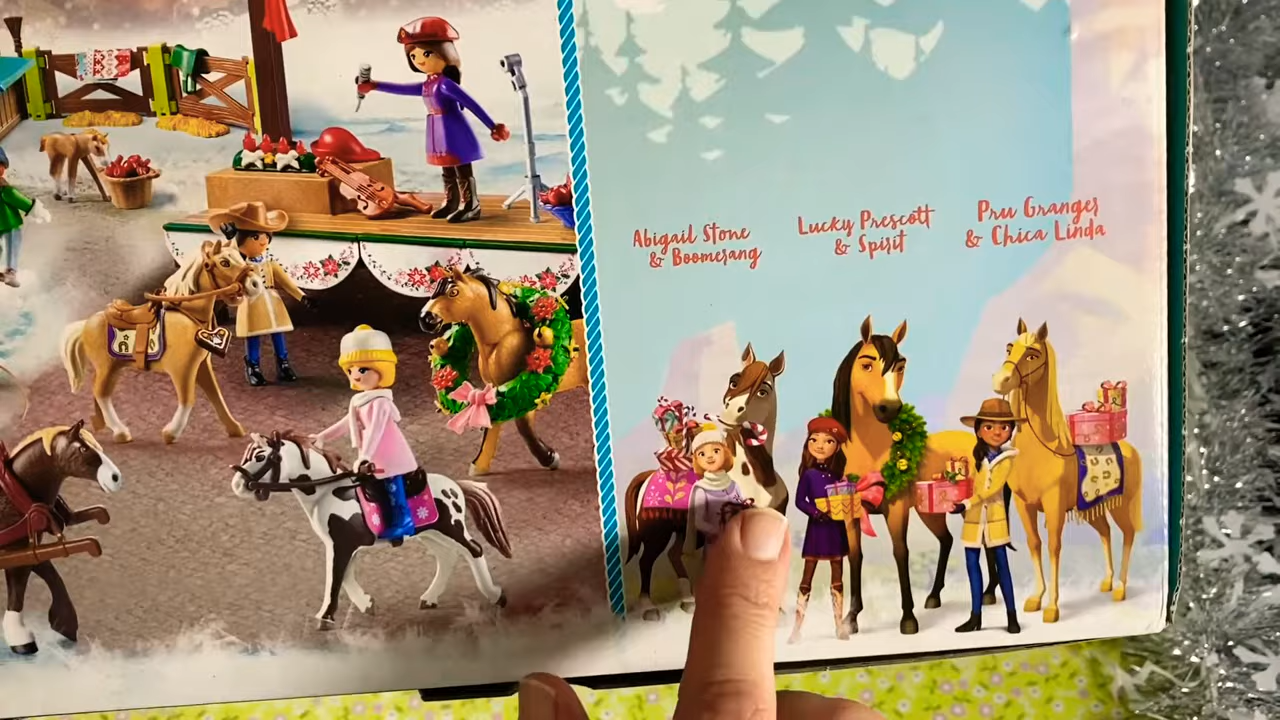 Abigail Stone
& Boomerang
Lucky Prescott
& Spirit
Pru Granger
& Chica Linda